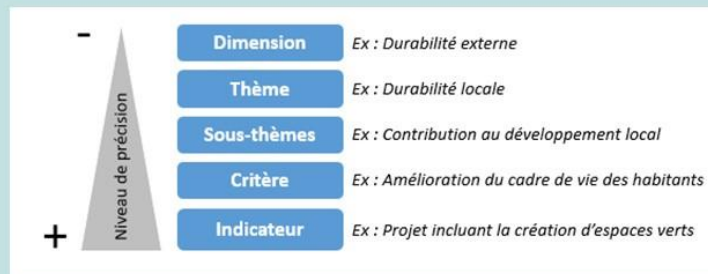 -
Dimension Ex : Durabilité externe
Thème Ex : Durabilité locale
Sous-thèmes Ex : Contribution au développement local
Critère Ex : Amélioration du cadre de vie des habitants
Indicateur Ex : Projet incluant la création d'espaces verts
+
Niveau de précision